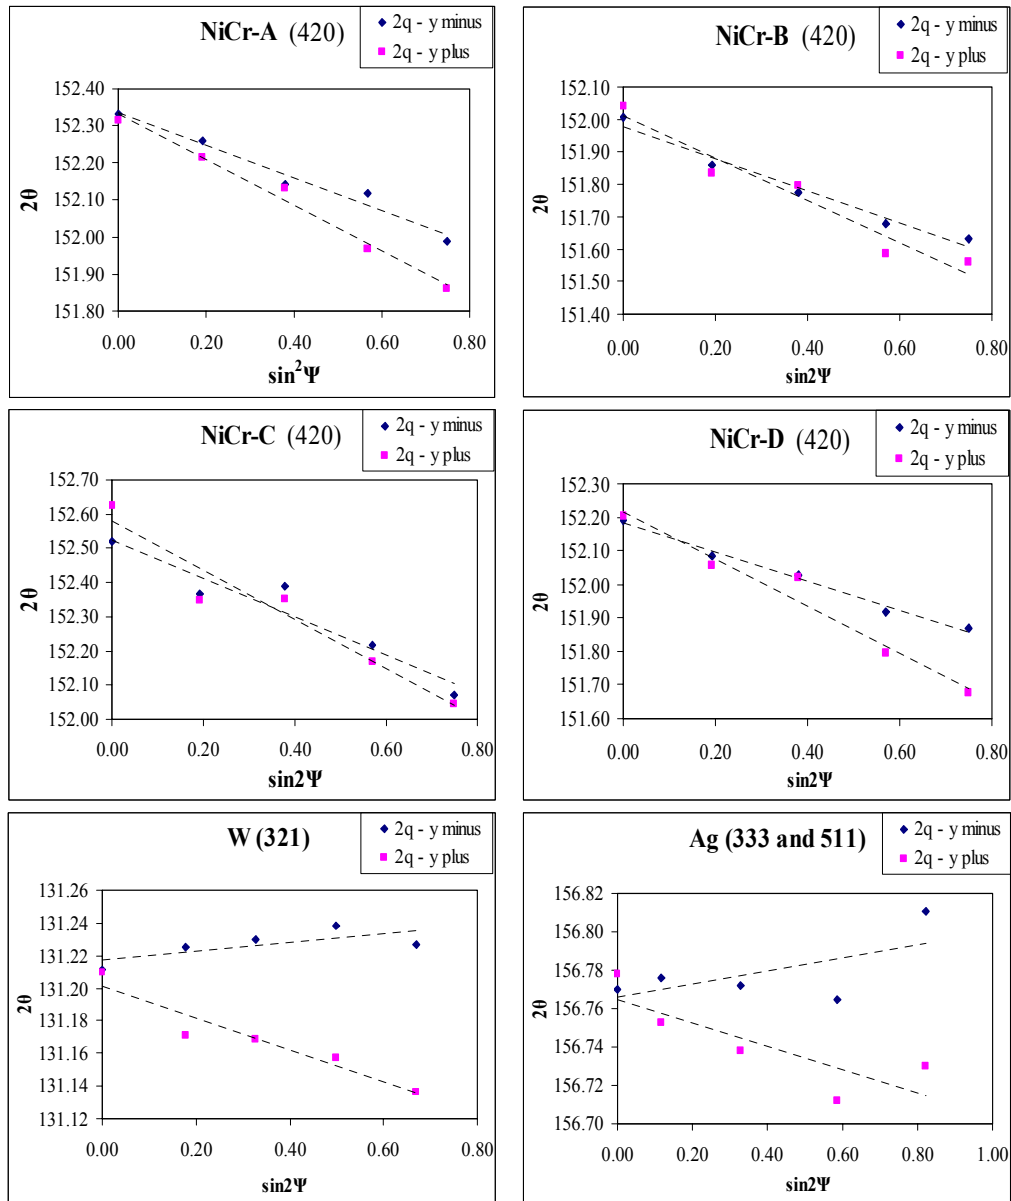 NiCr-A (420)
2q - y minus
2q - y plus
152.40
152.30
152.20
152.10
152.00
151.90
151.80
2θ
0.00 0.20 0.40 0.60 0.80
sin²Ψ
NiCr-B (420)
2q - y minus
2q - y plus
152.10
152.00
151.90
151.80
151.70
151.60
151.50
151.40
2θ
0.00 0.20 0.40 0.60 0.80
sin2Ψ
NiCr-C (420)
2q - y minus
2q - y plus
152.70
152.60
152.50
152.40
152.30
152.20
152.10
152.00
2θ
0.00 0.20 0.40 0.60 0.80
sin2Ψ
NiCr-D (420)
2q - y minus
2q - y plus
152.30
152.20
152.10
152.00
151.90
151.80
151.70
151.60
2θ
0.00 0.20 0.40 0.60 0.80
sin2Ψ
W (321)
2q - y minus
2q - y plus
131.26
131.24
131.22
131.20
131.18
131.16
131.14
131.12
2θ
0.00 0.20 0.40 0.60 0.80
sin2Ψ
Ag (333 and 511)
2q - y minus
2q - y plus
156.82
156.80
156.78
156.76
156.74
156.72
156.70
2θ
0.00 0.20 0.40 0.60 0.80 1.00
sin2Ψ